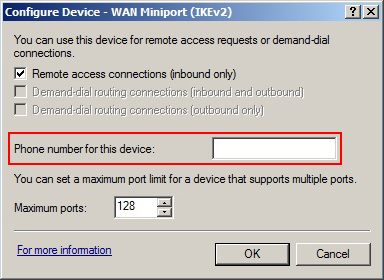 Configure Device - WAN Miniport (IKEv2)
You can use this device for remote access requests or demand-dial
connections.
Remote access connections (inbound only)
Demand-dial routing connections (inbound and outbound)
Demand-dial routing connections (outbound only)
Phone number for this device:
You can set a maximum port limit for a device that supports multiple ports.
Maximum ports: 128
For more information
OK Cancel